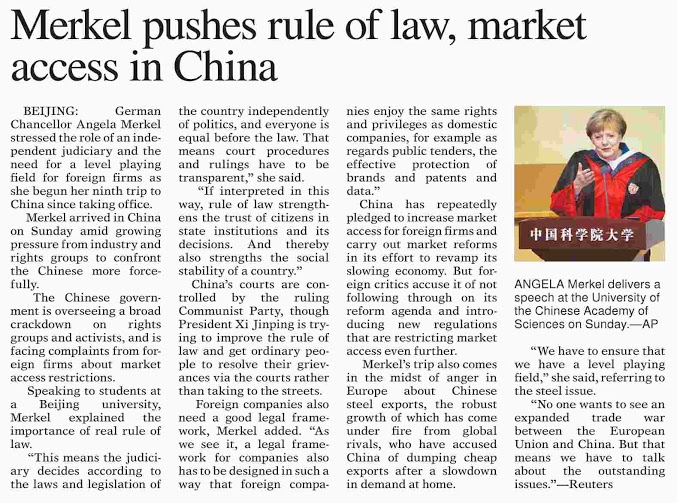 Merkel pushes rule of law, market
access in China
BEIJING: German
Chancellor Angela Merkel
stressed the role of an inde-
pendent judiciary and the
need for a level playing
field for foreign firms as
she begun her ninth trip to
China since taking office.
Merkel arrived in China
on Sunday amid growing
pressure from industry and
rights groups to confront
the Chinese more force-
fully.
The Chinese govern-
ment is overseeing a broad
crackdown on rights
groups and activists, and is
facing complaints from for-
eign firms about market
access restrictions.
Speaking to students at
a Beijing university,
Merkel explained the
importance of real rule of
law.
"This means the judici-
ary decides according to
the laws and legislation of
the country independently
of politics, and everyone is
equal before the law. That
means court procedures
and rulings have to be
transparent," she said.
"If interpreted in this
way, rule of law strength-
ens the trust of citizens in
state institutions and its
decisions. And thereby
also strengths the social
stability of a country."
China's courts are con-
trolled by the ruling
Communist Party, though
President Xi Jinping is try-
ing to improve the rule of
law and get ordinary peo-
ple to resolve their griev-
ances via the courts rather
than taking to the streets.
Foreign companies also
need a good legal frame-
work, Merkel added. "As
we see it, a legal frame-
work for companies also
has to be designed in such a
way that foreign compa-
nies enjoy the same rights
and privileges as domestic
companies, for example as
regards public tenders, the
effective protection of
brands and patents and
data."
China has repeatedly
pledged to increase market
access for foreign firms and
carry out market reforms
in its effort to revamp its
slowing economy. But for-
eign critics accuse it of not
following through on its
reform agenda and intro-
ducing new regulations
that are restricting market
access even further.
Merkel's trip also comes
in the midst of anger in
Europe about Chinese
steel exports, the robust
growth of which has come
under fire from global
rivals, who have accused
China of dumping cheap
exports after a slowdown
in demand at home.
中国科学院大学
ANGELA Merkel delivers a
speech at the University of
the Chinese Academy of
Sciences on Sunday.—AP
"We have to ensure that
we have a level playing
field," she said, referring to
the steel issue.
"No one wants to see an
expanded trade war
between the European
Union and China. But that
means we have to talk
about the outstanding
issues."—Reuters